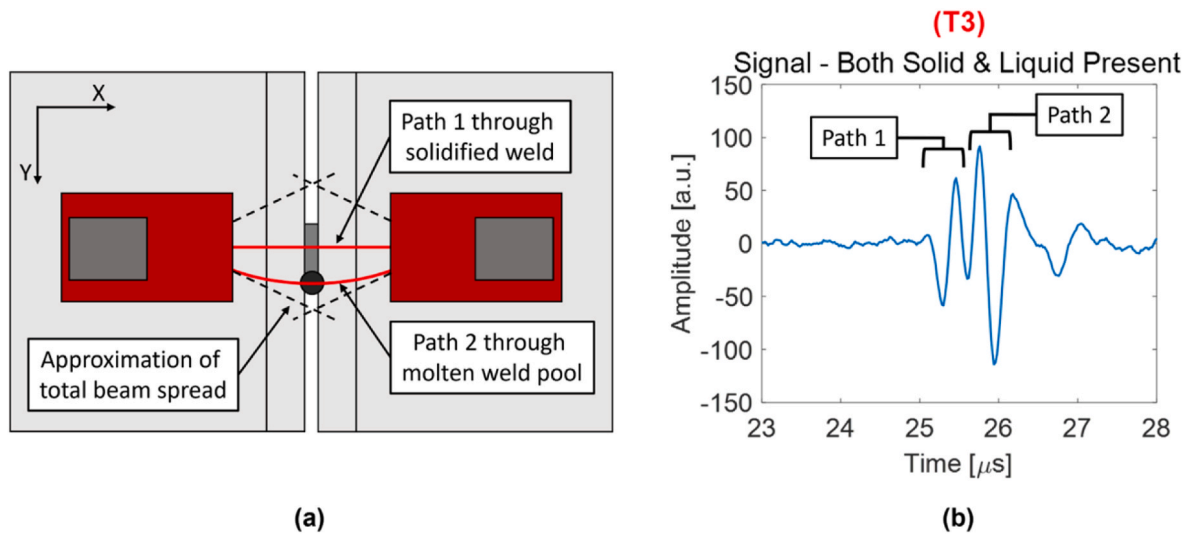 X
Y
Path 1 through
solidified weld
Approximation of
total beam spread
Path 2 through
molten weld pool
(a)
(T3)
Signal - Both Solid & Liquid Present
Path 1
Path 2
150
100
50
0
-50
-100
-150
Amplitude [a.u.]
23 24 25 26 27 28
Time [μs]
(b)